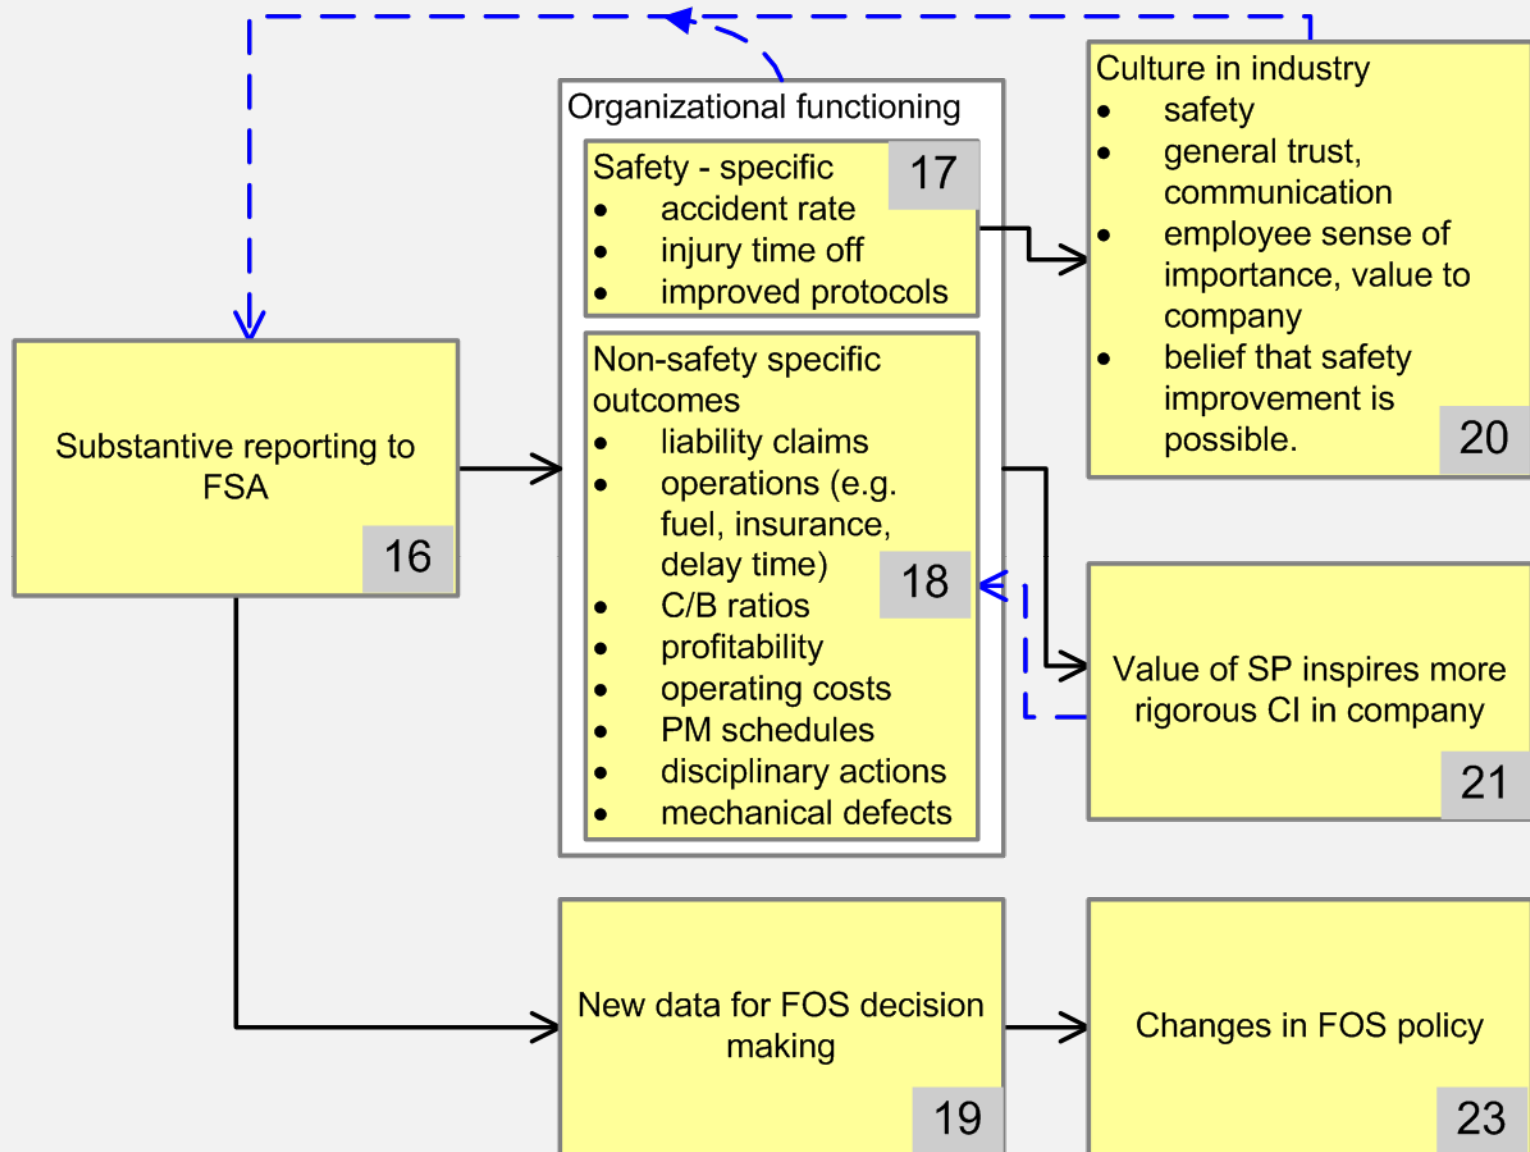 Organizational functioning
Safety - specific
17
• accident rate
• injury time off
• improved protocols
Non-safety specific
outcomes
• liability claims
• operations (e.g.
fuel, insurance,
delay time)
18
• C/B ratios
• profitability
• operating costs
• PM schedules
• disciplinary actions
• mechanical defects
Culture in industry
• safety
• general trust,
communication
• employee sense of
importance, value to
company
• belief that safety
improvement is
possible.
20
Substantive reporting to
FSA
16
Value of SP inspires more
rigorous CI in company
21
New data for FOS decision
making
19
Changes in FOS policy
23